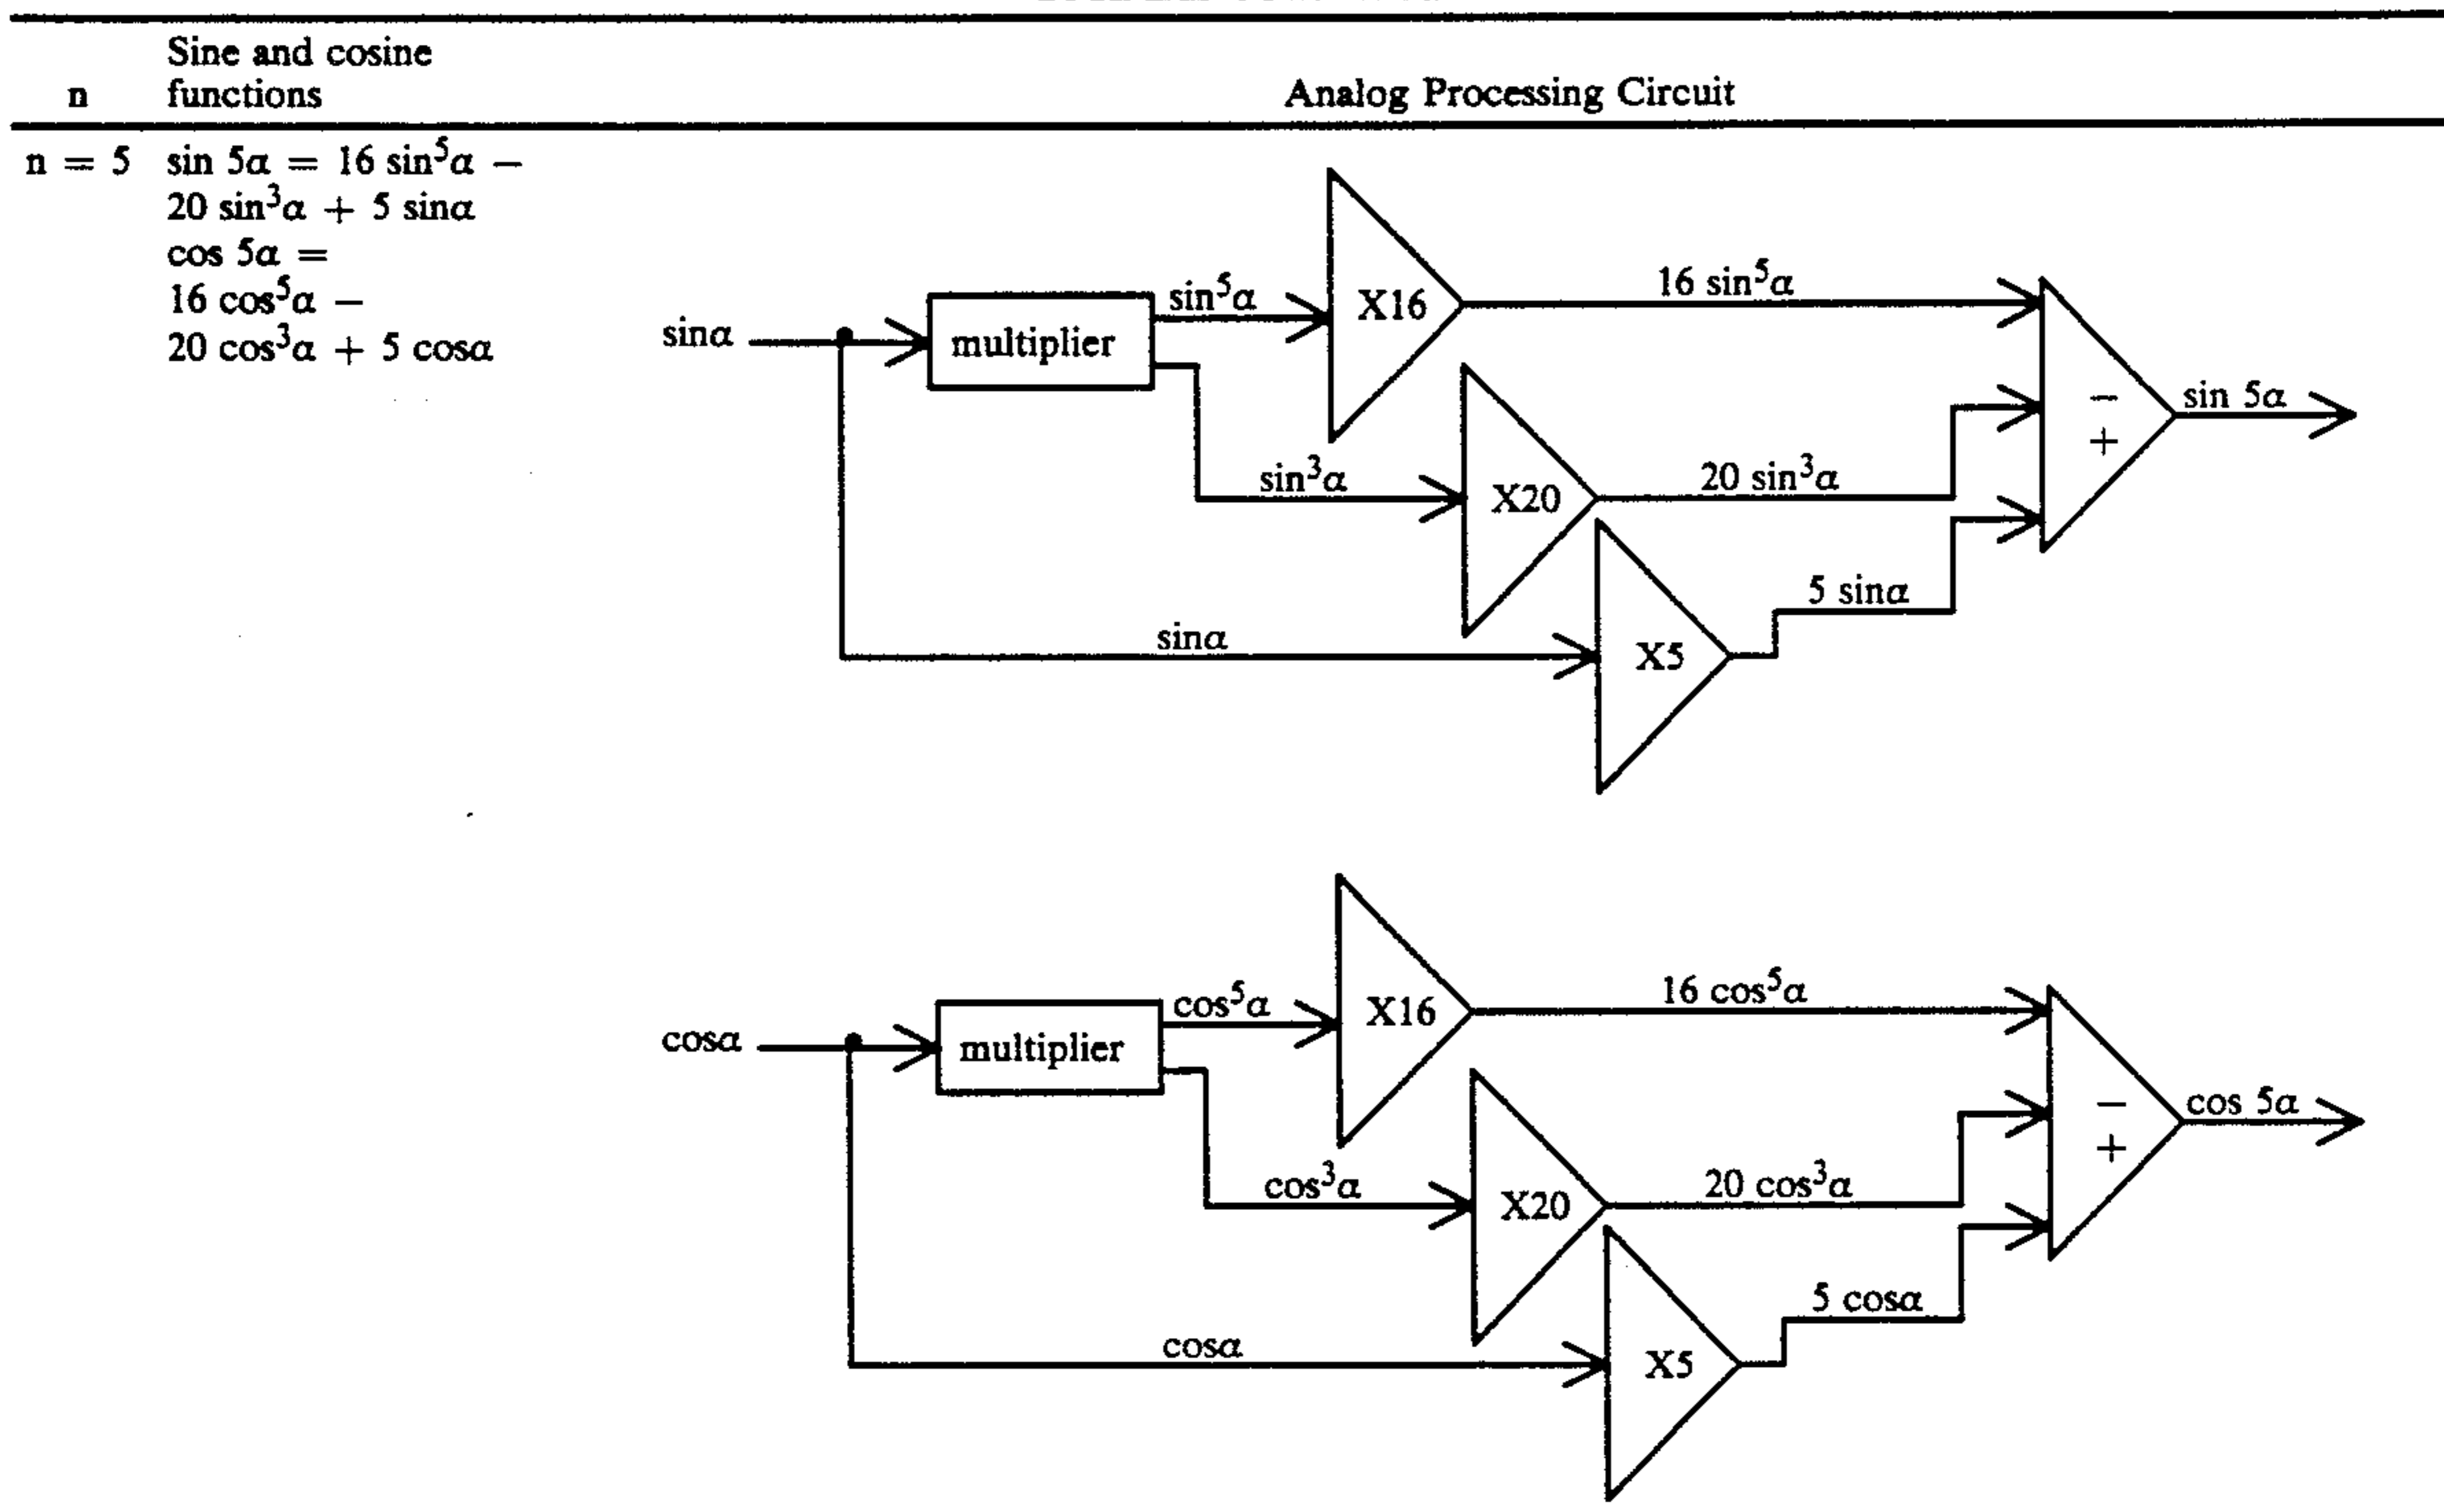 Sine and cosine
n functions Analog Processing Circuit
n = 5 sin 5α = 16 sin⁵α −
20 sin³α + 5 sinα
cos 5α =
16 cos⁵α −
20 cos³α + 5 cosα
sinα
multiplier
sin⁵α
X16
16 sin⁵α
sin³α
X20
20 sin³α
sinα
X5
5 sinα
−
+
sin 5α
cosα
multiplier
cos⁵α
X16
16 cos⁵α
cos³α
X20
20 cos³α
cosα
X5
5 cosα
−
+
cos 5α